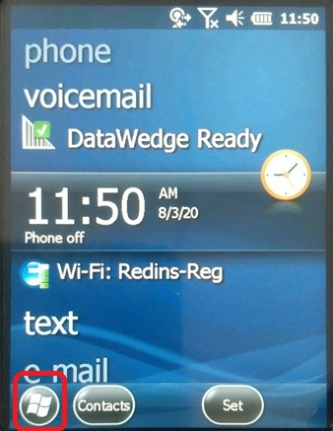 11:50
phone
voicemail
DataWedge Ready
11:50 AM
8/3/20
Phone off
Wi-Fi: Redins-Reg
text
e-mail
Contacts Set